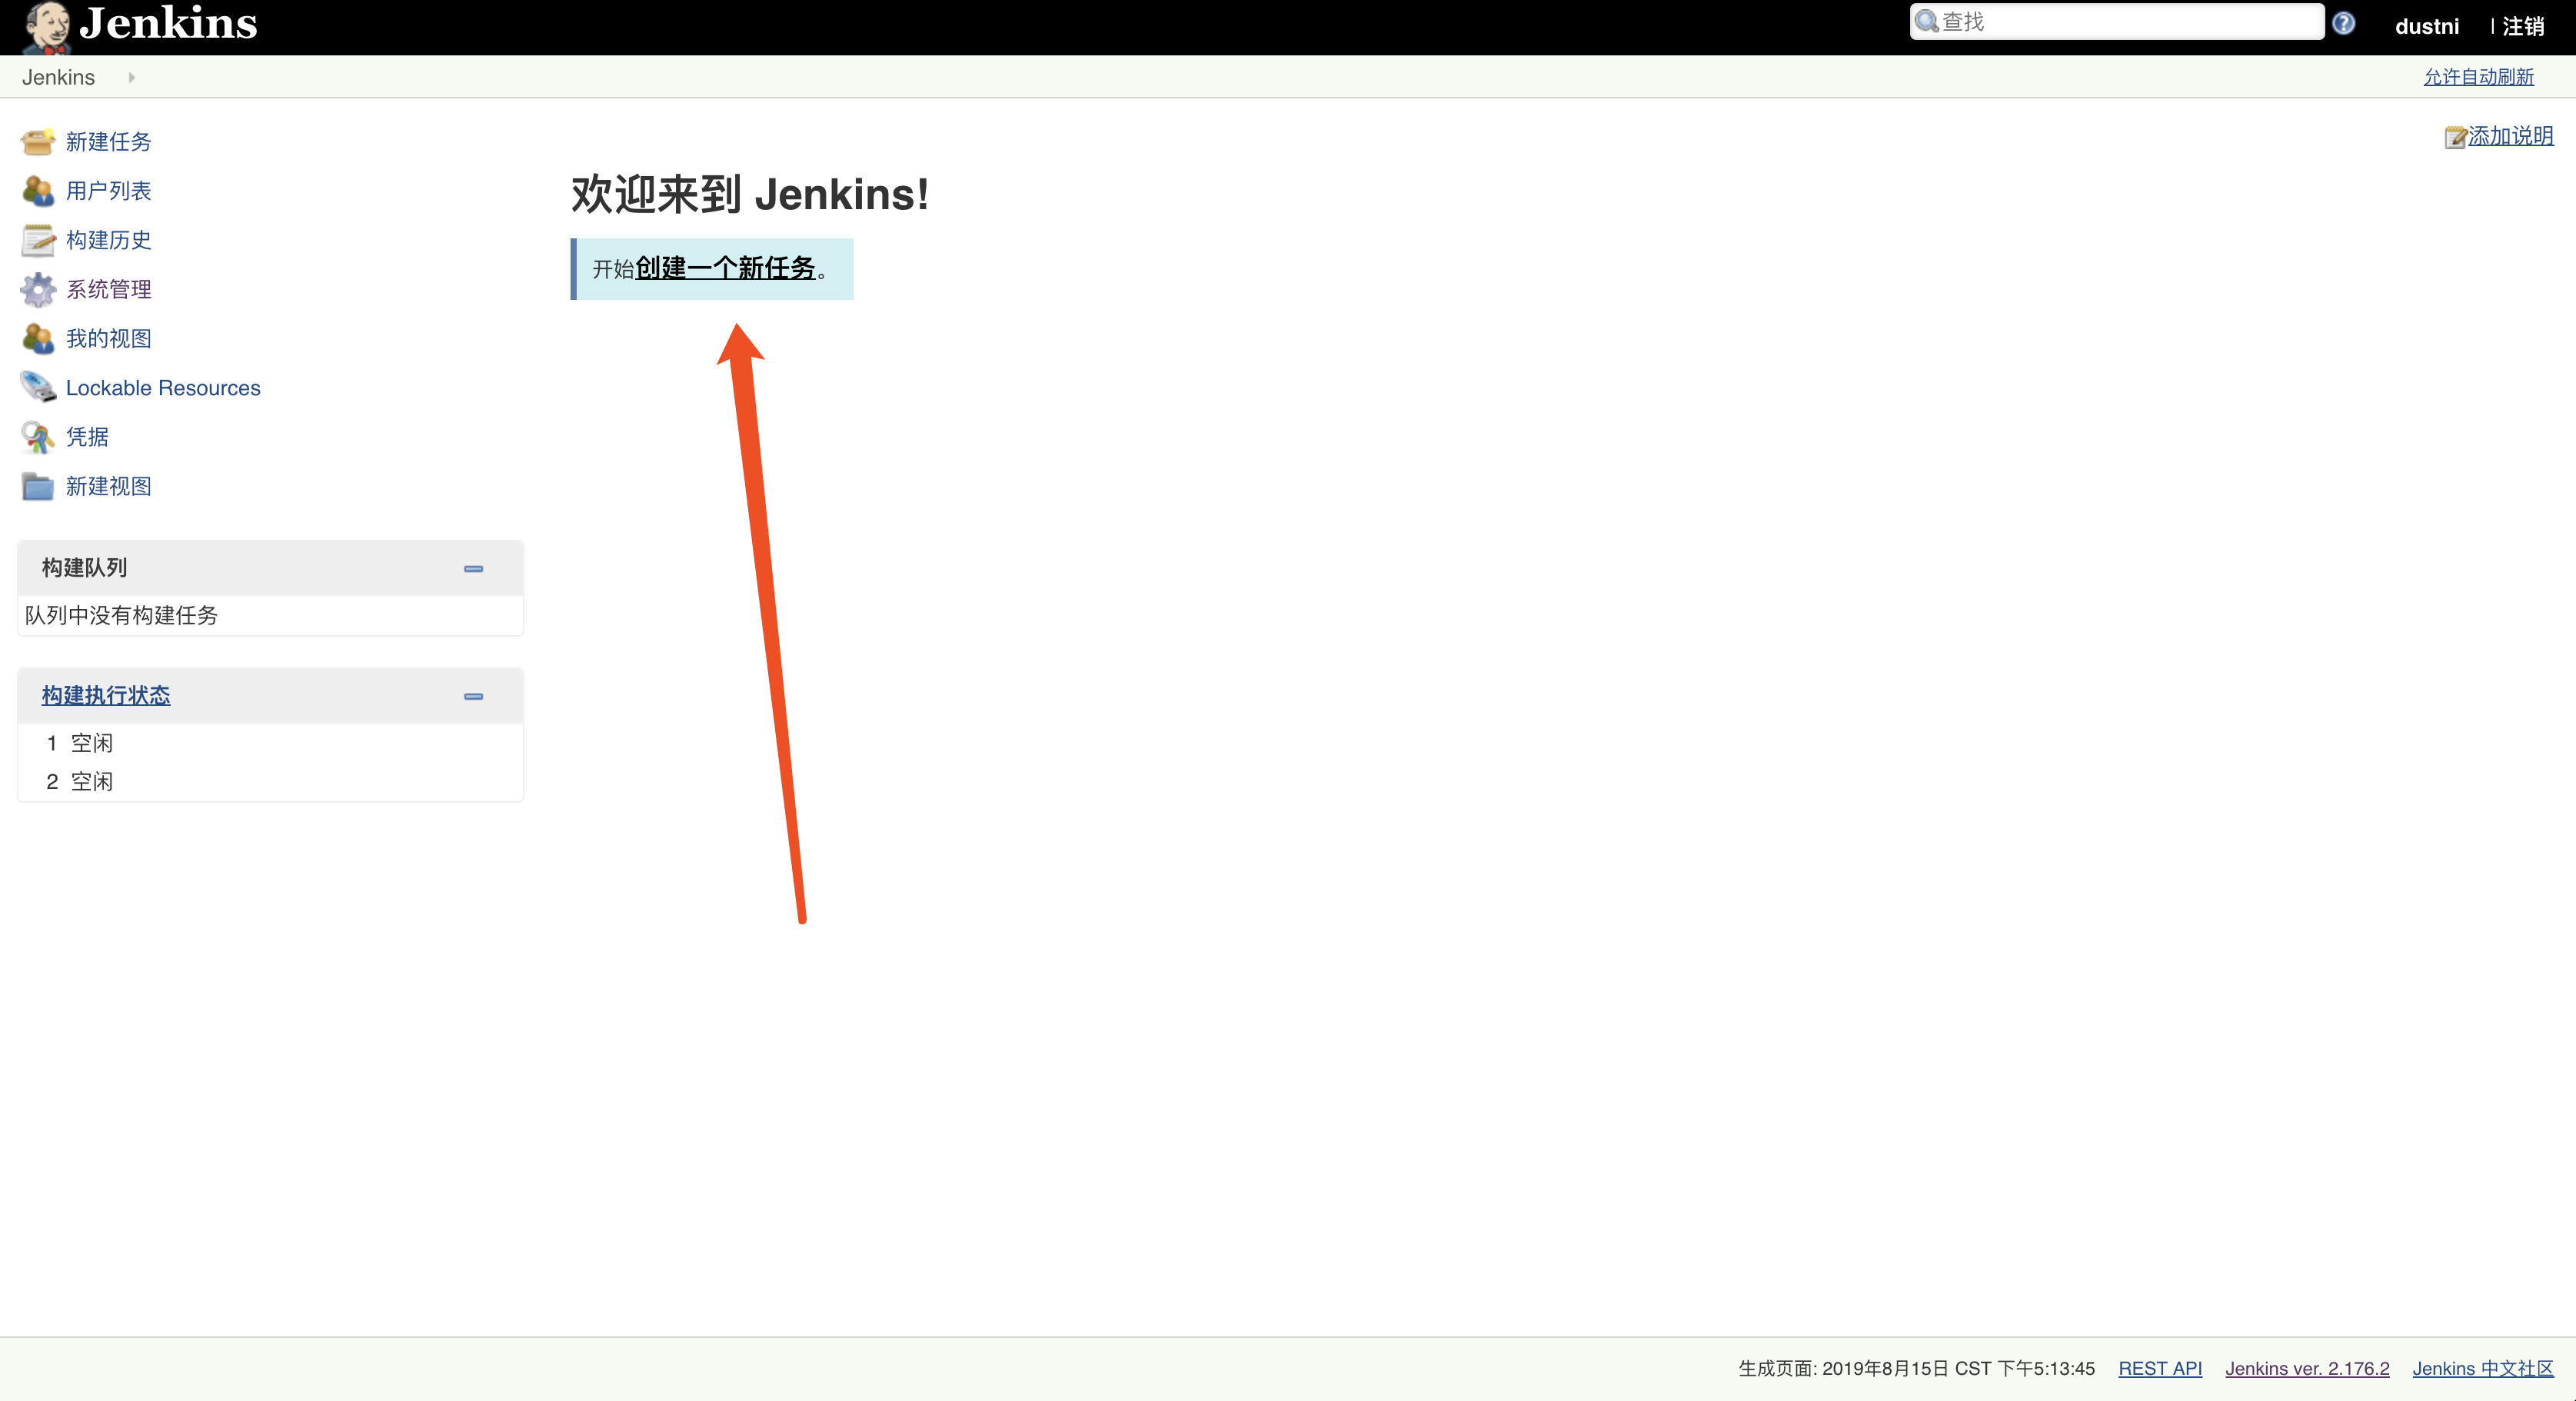 Jenkins
查找
dustni | 注销
Jenkins
允许自动刷新
新建任务
用户列表
构建历史
系统管理
我的视图
Lockable Resources
凭据
新建视图
构建队列
队列中没有构建任务
构建执行状态
1 空闲
2 空闲
添加说明
欢迎来到 Jenkins!
开始创建一个新任务。
生成页面: 2019年8月15日 CST 下午5:13:45 REST API Jenkins ver. 2.176.2 Jenkins 中文社区